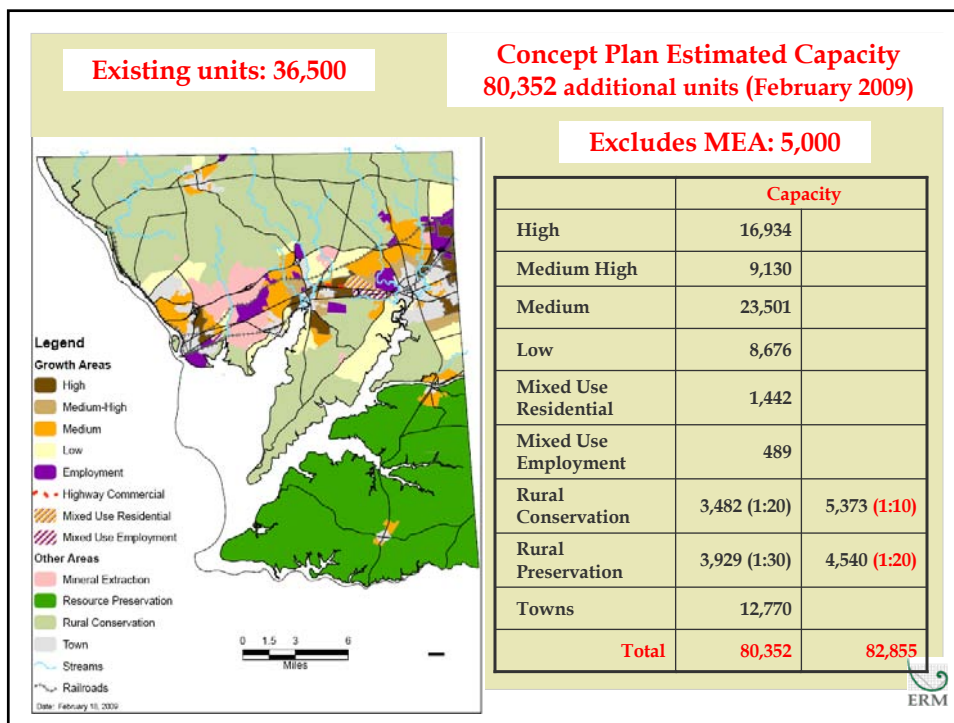 Existing units: 36,500
Concept Plan Estimated Capacity
80,352 additional units (February 2009)
Excludes MEA: 5,000
Capacity
High 16,934
Medium High 9,130
Medium 23,501
Low 8,676
Mixed Use
Residential 1,442
Mixed Use
Employment 489
Rural
Conservation 3,482 (1:20) 5,373 (1:10)
Rural
Preservation 3,929 (1:30) 4,540 (1:20)
Towns 12,770
Total 80,352 82,855
Legend
Growth Areas
High
Medium-High
Medium
Low
Employment
Highway Commercial
Mixed Use Residential
Mixed Use Employment
Other Areas
Mineral Extraction
Resource Preservation
Rural Conservation
Town
Streams
Railroads
Date: February 18, 2009
0 1.5 3 6
Miles
ERM